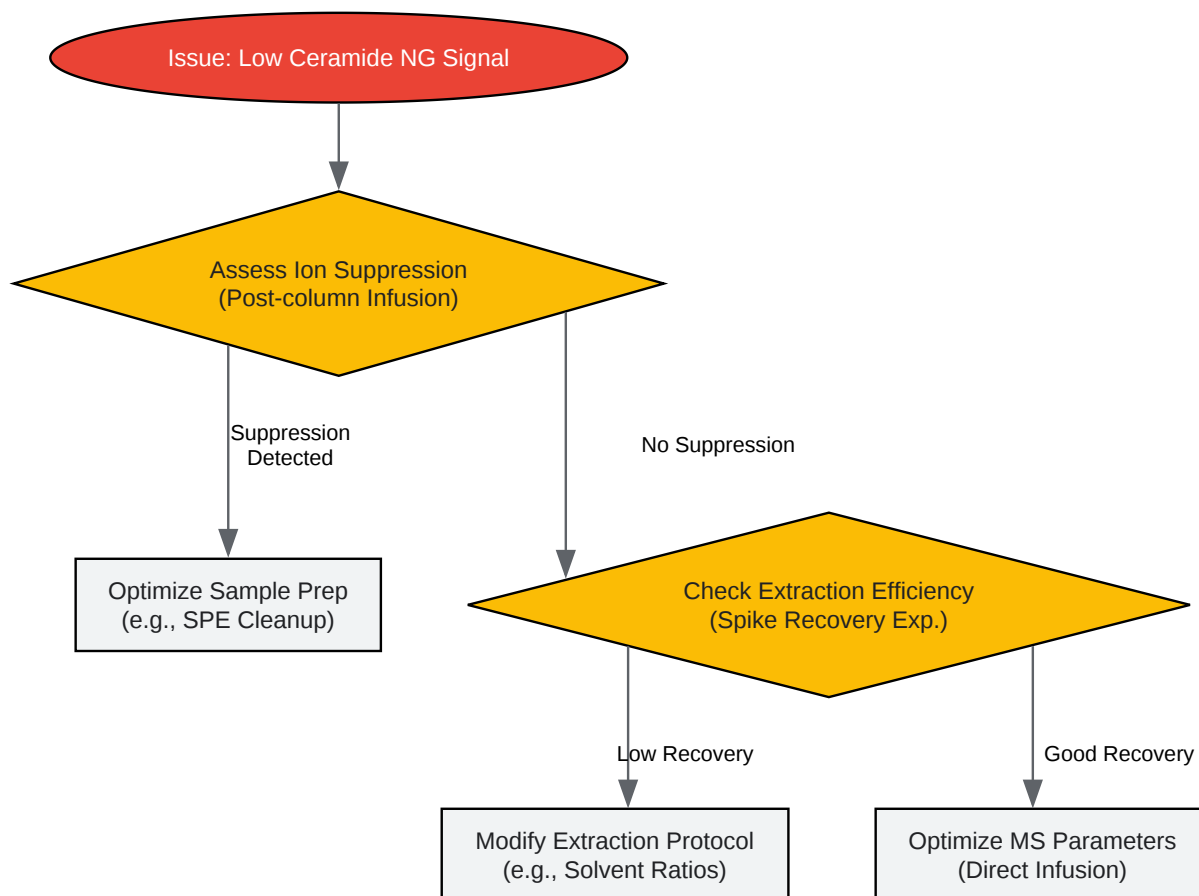 Issue: Low Ceramide NG Signal
Assess Ion Suppression
(Post-column Infusion)
Suppression
Detected
No Suppression
Optimize Sample Prep
(e.g., SPE Cleanup)
Check Extraction Efficiency
(Spike Recovery Exp.)
Low Recovery
Good Recovery
Modify Extraction Protocol
(e.g., Solvent Ratios)
Optimize MS Parameters
(Direct Infusion)